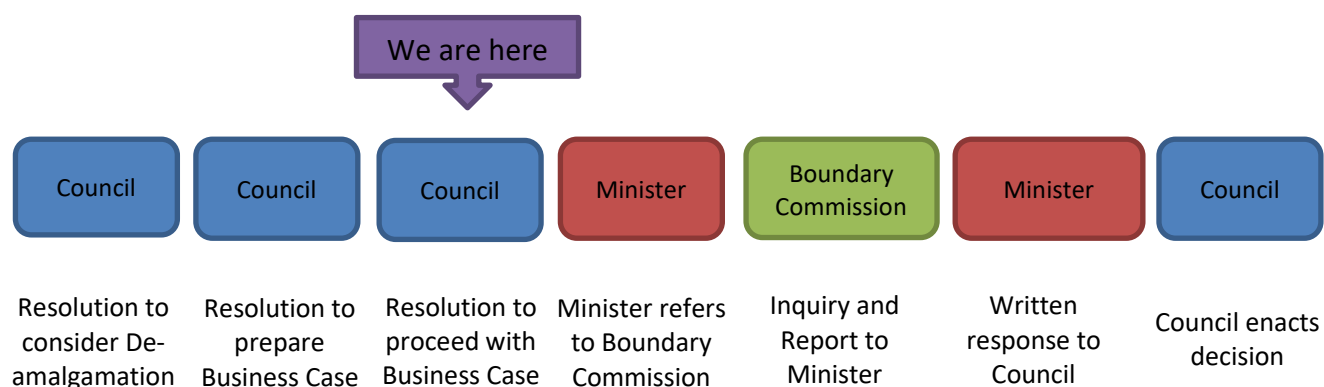 We are here
Council
Council
Council
Minister
Boundary
Commission
Minister
Council
Resolution to
consider De-
amalgamation
Resolution to
prepare
Business Case
Resolution to
proceed with
Business Case
Minister refers
to Boundary
Commission
Inquiry and
Report to
Minister
Written
response to
Council
Council enacts
decision